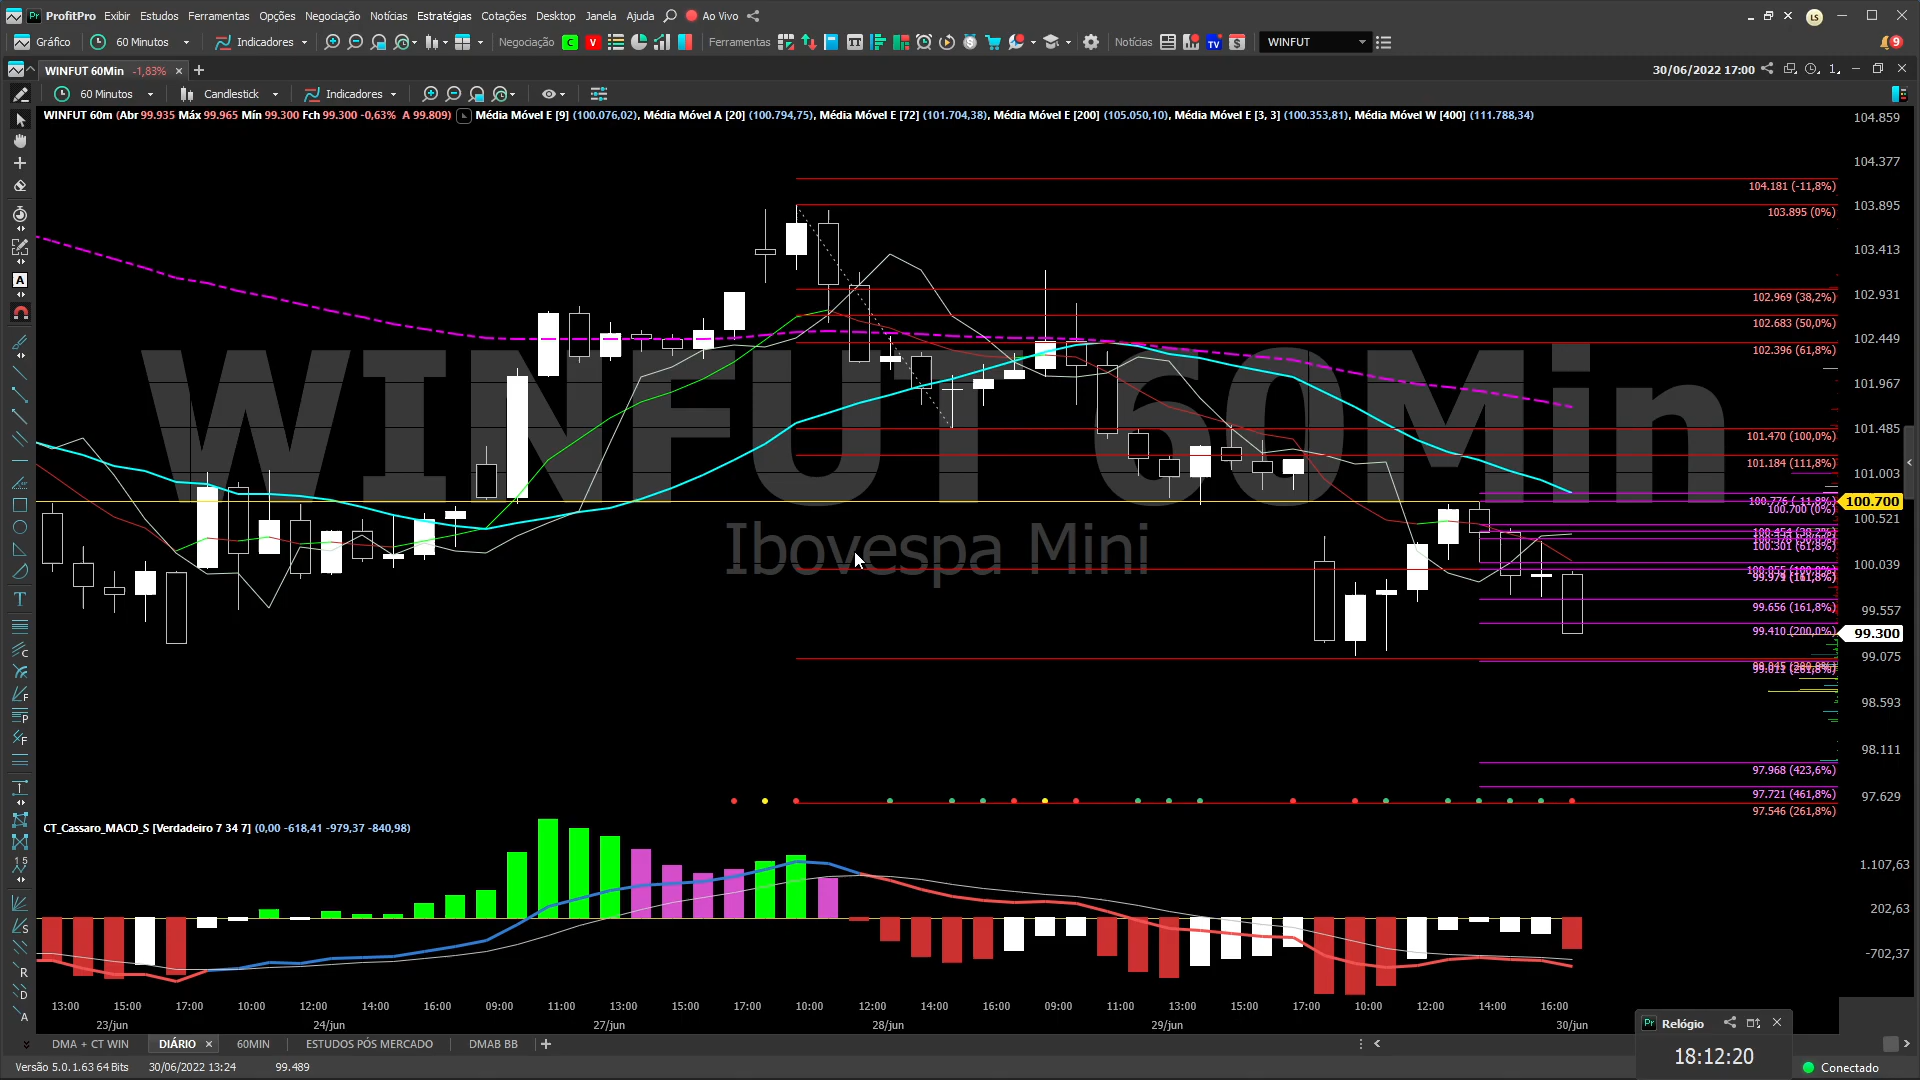 ProfitPro Exibir Estudos Ferramentas Opções Negociação Notícias Estratégias Cotações Desktop Janela Ajuda Ao Vivo LS
Gráfico 60 Minutos Indicadores Negociação C V Ferramentas Notícias TV $ WINFUT 9
WINFUT 60Min -1,83% × + 30/06/2022 17:00
60 Minutos Candlestick Indicadores
WINFUT 60m (Abr 99.935 Máx 99.965 Mín 99.300 Fch 99.300 -0,63% A 99.809) Média Móvel E [9] (100.076,02), Média Móvel A [20] (100.794,75), Média Móvel E [72] (101.704,38), Média Móvel E [200] (105.050,10), Média Móvel E [3, 3] (100.353,81), Média Móvel W [400] (111.788,34)
104.859
104.377
104.181 (-11,8%)
103.895
103.895 (0%)
103.413
102.931
102.969 (38,2%)
102.683 (50,0%)
102.449
102.396 (61,8%)
101.967
WINFUT 60Min
101.485
101.470 (100,0%)
101.184 (111,8%)
101.003
100.776 (-11,8%)
100.700
100.700 (0%)
100.521
Ibovespa Mini
100.301 (61,8%)
100.039
99.656 (161,8%)
99.557
99.410 (200,0%)
99.300
99.075
99.011 (261,8%)
98.593
98.111
97.968 (423,6%)
97.721 (461,8%)
97.629
97.546 (261,8%)
CT_Cassaro_MACD_S [Verdadeiro 7 34 7] (0,00 -618,41 -979,37 -840,98)
1.107,63
202,63
-702,37
13:00 15:00 17:00 10:00 12:00 14:00 16:00 09:00 11:00 13:00 15:00 17:00 10:00 12:00 14:00 16:00 09:00 11:00 13:00 15:00 17:00 10:00 12:00 14:00 16:00
23/jun 24/jun 27/jun 28/jun 29/jun 30/jun
Relógio
18:12:20
DMA + CT WIN DIÁRIO × 60MIN ESTUDOS PÓS MERCADO DMAB BB +
Versão 5.0.1.63 64 Bits 30/06/2022 13:24 99.489 Conectado